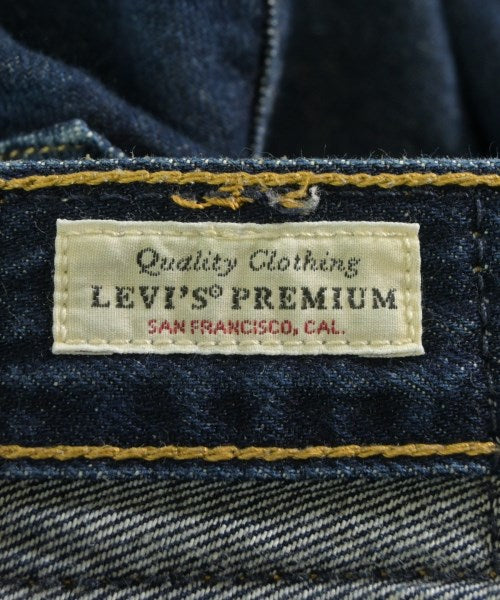 Quality Clothing
LEVI'S® PREMIUM
SAN FRANCISCO, CAL.